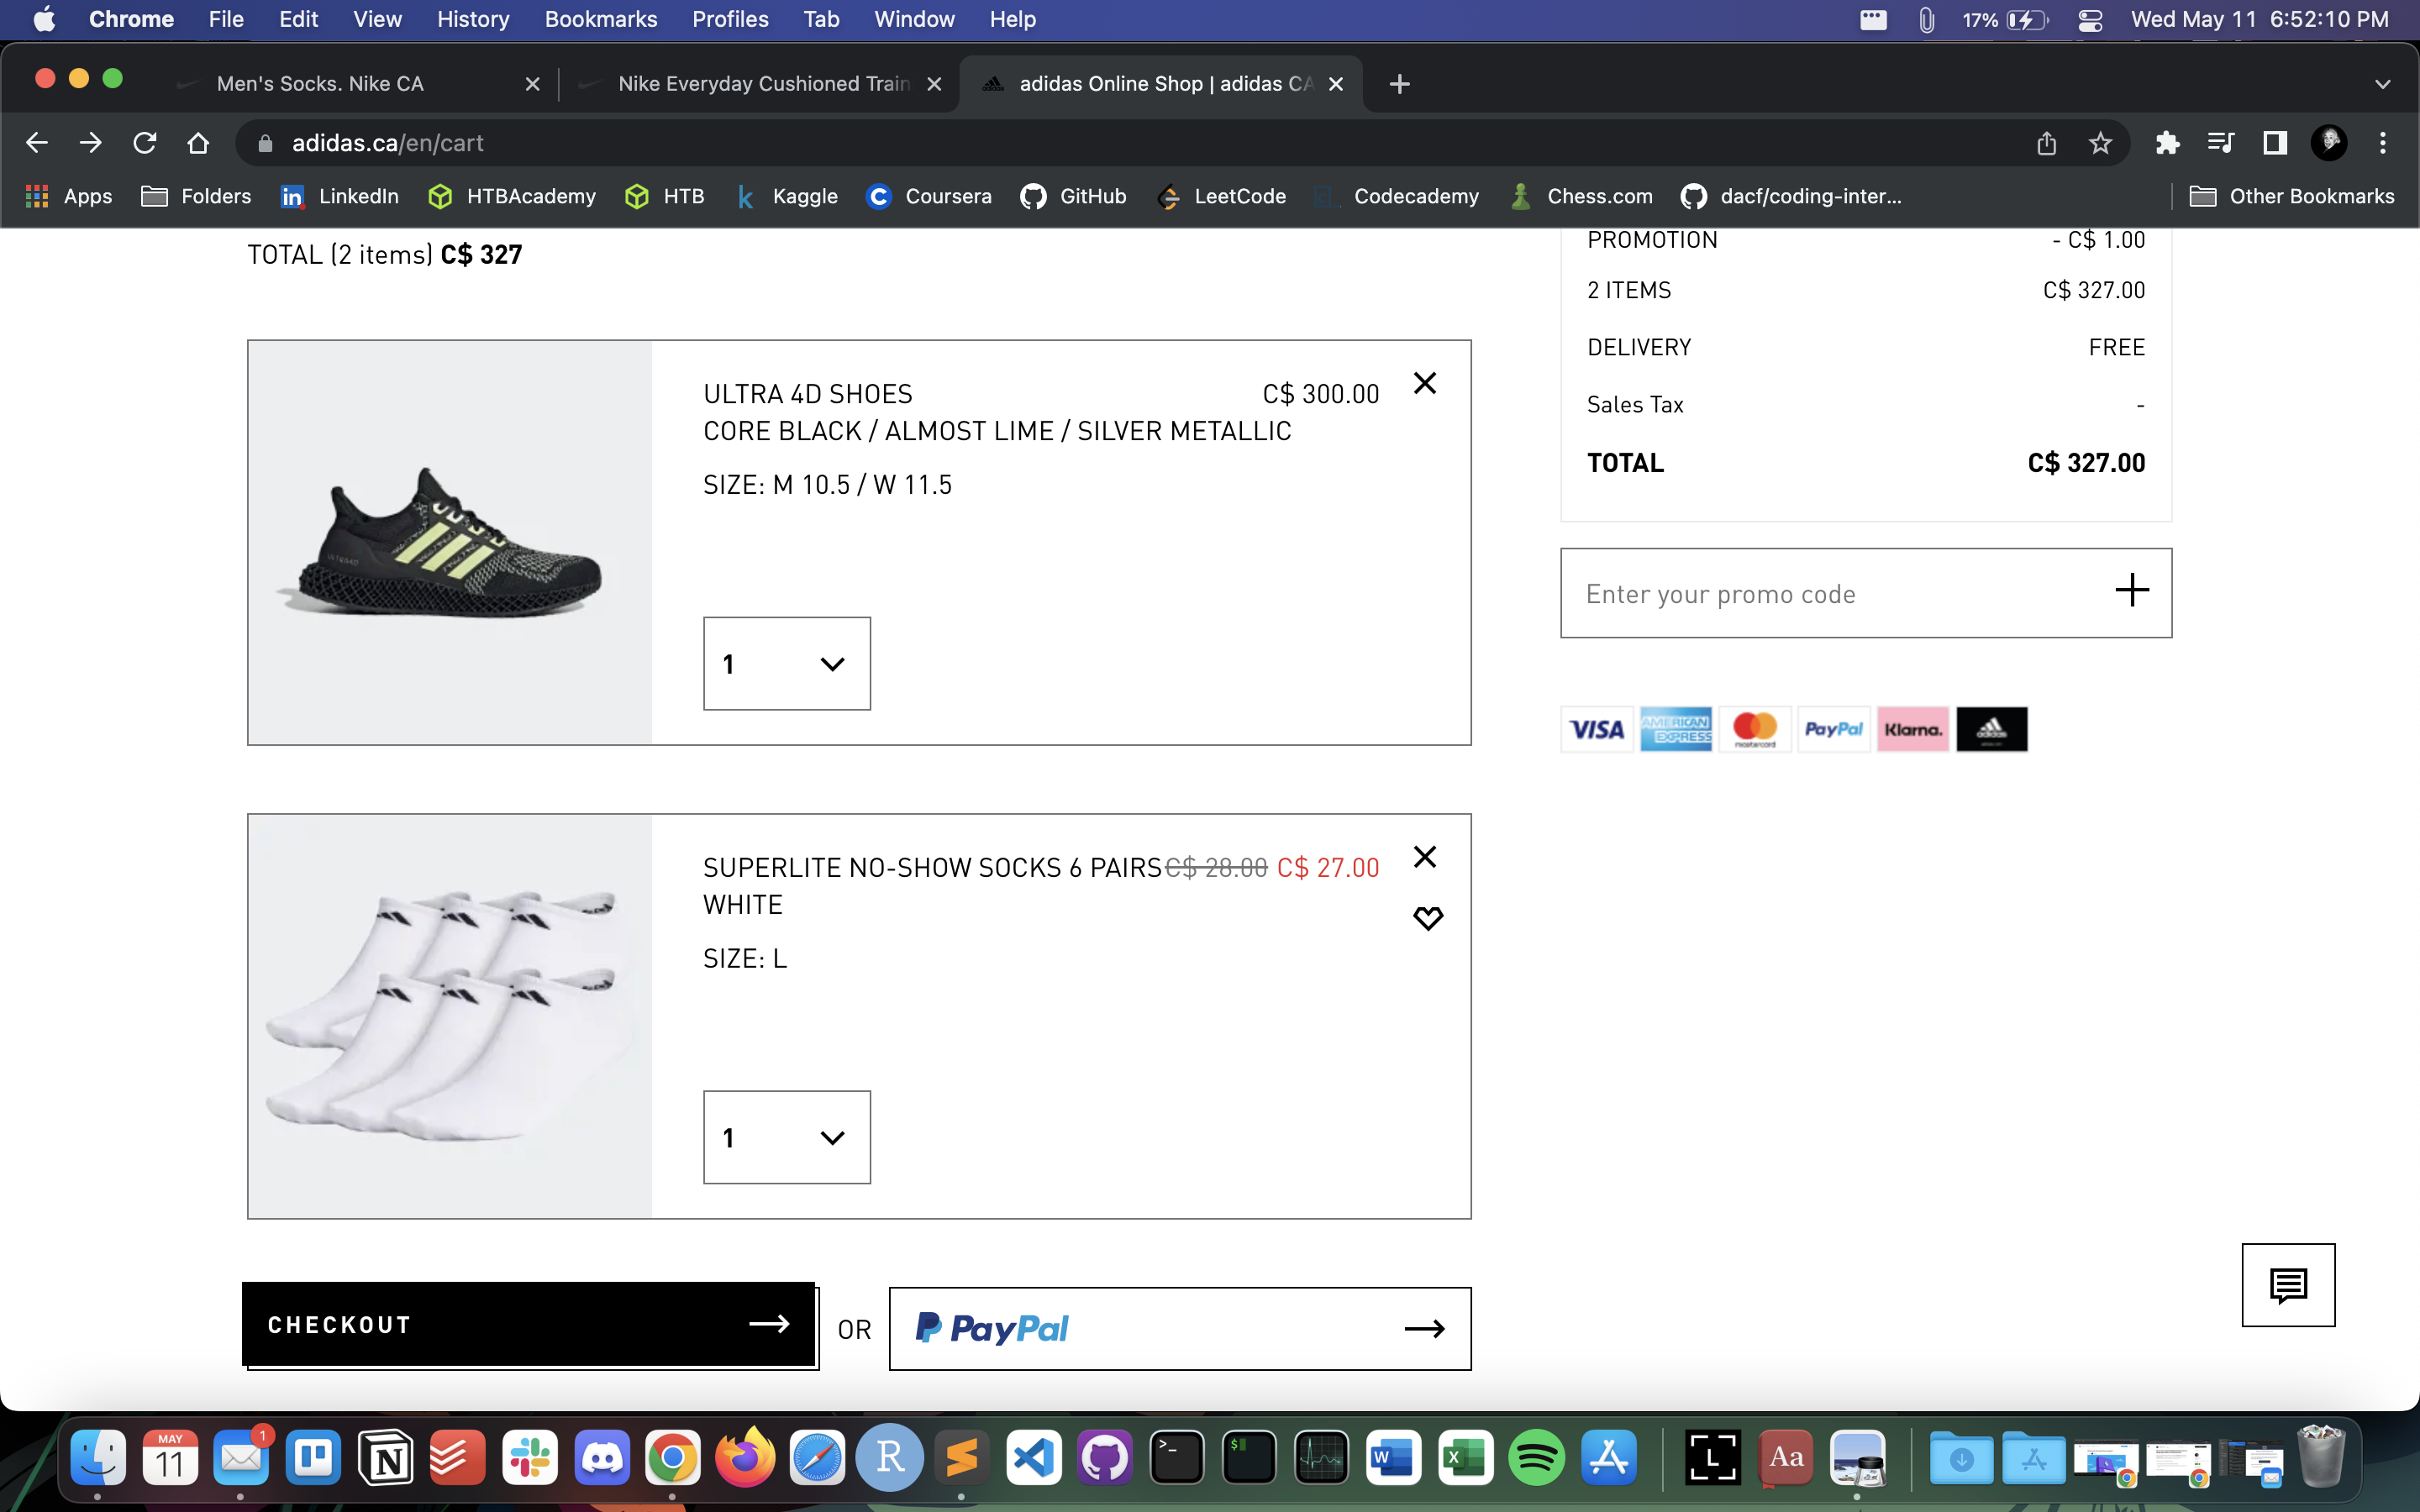 Chrome File Edit View History Bookmarks Profiles Tab Window Help 17% Wed May 11 6:52:10 PM
Men's Socks. Nike CA Nike Everyday Cushioned Train adidas Online Shop | adidas CA
adidas.ca/en/cart
Apps Folders LinkedIn HTBAcademy HTB Kaggle Coursera GitHub LeetCode Codecademy Chess.com dacf/coding-inter... Other Bookmarks
TOTAL (2 items) C$ 327
PROMOTION - C$ 1.00
2 ITEMS C$ 327.00
DELIVERY FREE
Sales Tax -
TOTAL C$ 327.00
Enter your promo code
VISA AMERICAN EXPRESS mastercard PayPal Klarna. adidas
ULTRA 4D SHOES C$ 300.00
CORE BLACK / ALMOST LIME / SILVER METALLIC
SIZE: M 10.5 / W 11.5
1
SUPERLITE NO-SHOW SOCKS 6 PAIRS C$ 28.00 C$ 27.00
WHITE
SIZE: L
1
CHECKOUT OR PayPal
MAY
11
1
N
R
W
X
L
Aa